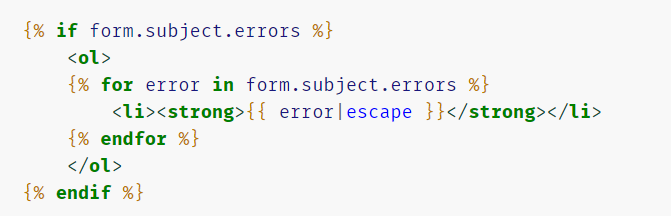 {% if form.subject.errors %}
    <ol>
    {% for error in form.subject.errors %}
        <li><strong>{{ error|escape }}</strong></li>
    {% endfor %}
    </ol>
{% endif %}